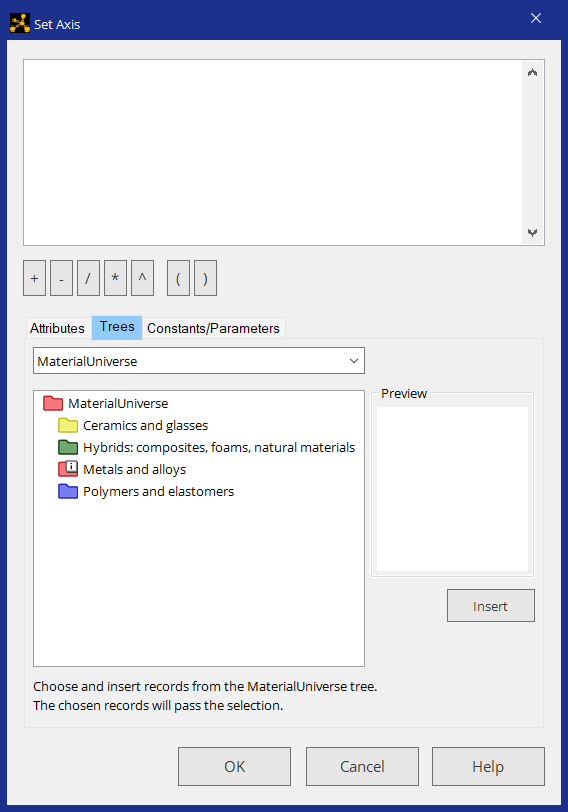 Set Axis
+ - / * ^ ( )
Attributes Trees Constants/Parameters
MaterialUniverse
Preview
MaterialUniverse
Ceramics and glasses
Hybrids: composites, foams, natural materials
Metals and alloys
Polymers and elastomers
Insert
Choose and insert records from the MaterialUniverse tree.
The chosen records will pass the selection.
OK Cancel Help